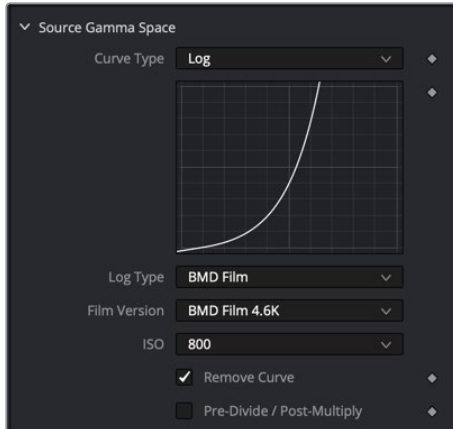 Source Gamma Space
Curve Type Log
Log Type BMD Film
Film Version BMD Film 4.6K
ISO 800
Remove Curve
Pre-Divide / Post-Multiply